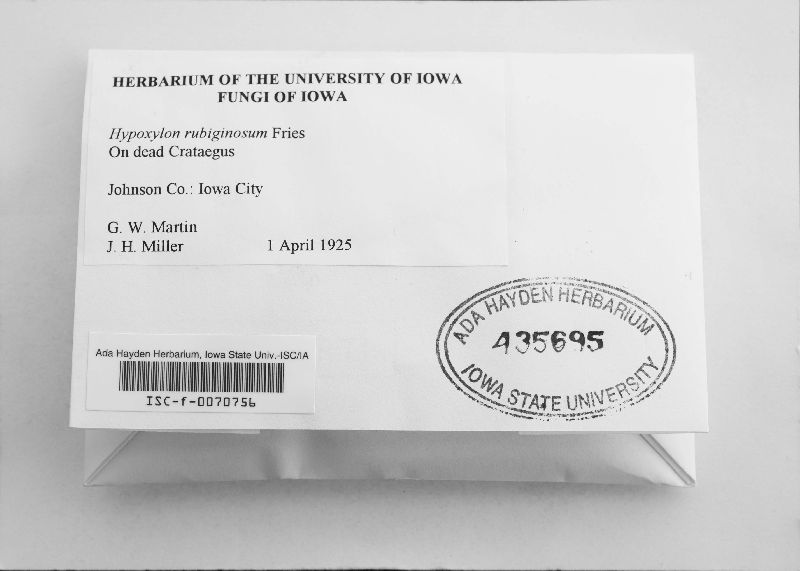 HERBARIUM OF THE UNIVERSITY OF IOWA
FUNGI OF IOWA
Hypoxylon rubiginosum Fries
On dead Crataegus
Johnson Co.: Iowa City
G. W. Martin
J. H. Miller 1 April 1925
ADA HAYDEN HERBARIUM
435695
IOWA STATE UNIVERSITY
Ada Hayden Herbarium, Iowa State Univ.-ISC/IA
ISC-f-0070756